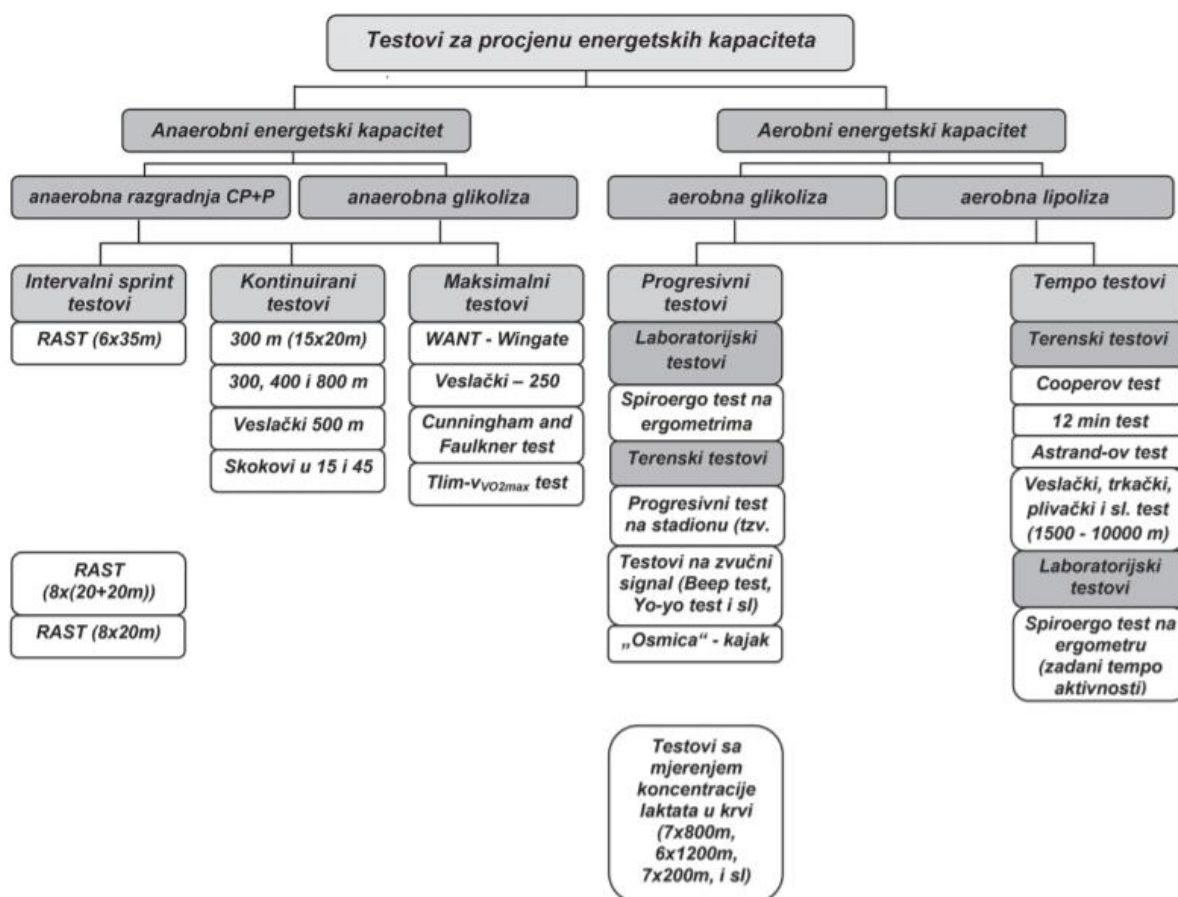 Testovi za procjenu energetskih kapaciteta
Anaerobni energetski kapacitet
Aerobni energetski kapacitet
anaerobna razgradnja CP+P
anaerobna glikoliza
aerobna glikoliza
aerobna lipoliza
Intervalni sprint
testovi
RAST (6x35m)
RAST
(8x(20+20m))
RAST (8x20m)
Kontinuirani
testovi
300 m (15x20m)
300, 400 i 800 m
Veslački 500 m
Skokovi u 15 i 45
Maksimalni
testovi
WANT - Wingate
Veslački – 250
Cunningham and
Faulkner test
Tlim-vVO2max test
Progresivni
testovi
Laboratorijski
testovi
Spiroergo test na
ergometrima
Terenski testovi
Progresivni test
na stadionu (tzv.
Testovi na zvučni
signal (Beep test,
Yo-yo test i sl)
„Osmica“ - kajak
Testovi sa
mjerenjem
koncentracije
laktata u krvi
(7x800m,
6x1200m,
7x200m, i sl)
Tempo testovi
Terenski testovi
Cooperov test
12 min test
Astrand-ov test
Veslački, trkački,
plivački i sl. test
(1500 - 10000 m)
Laboratorijski
testovi
Spiroergo test na
ergometru
(zadani tempo
aktivnosti)